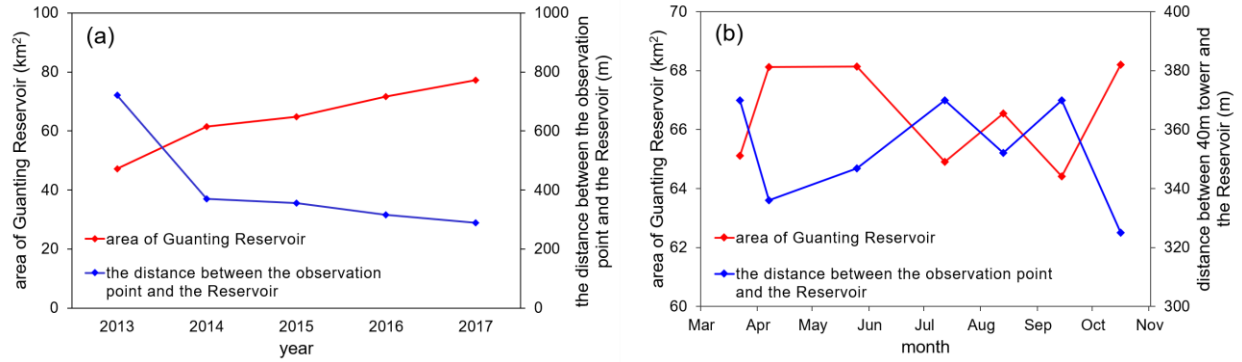 (a)
area of Guanting Reservoir (km²)
100
80
60
40
20
0
1000
800
600
400
200
0
the distance between the observation
point and the Reservoir (m)
area of Guanting Reservoir
the distance between the observation
point and the Reservoir
2013 2014 2015 2016 2017
year
(b)
area of Guanting Reservoir (km²)
70
68
66
64
62
60
400
380
360
340
320
300
distance between 40m towerr and
the Reservoir (m)
area of Guanting Reservoir
the distance between the observation point
and the Reservoir
Mar Apr May Jun Jul Aug Sep Oct Nov
month